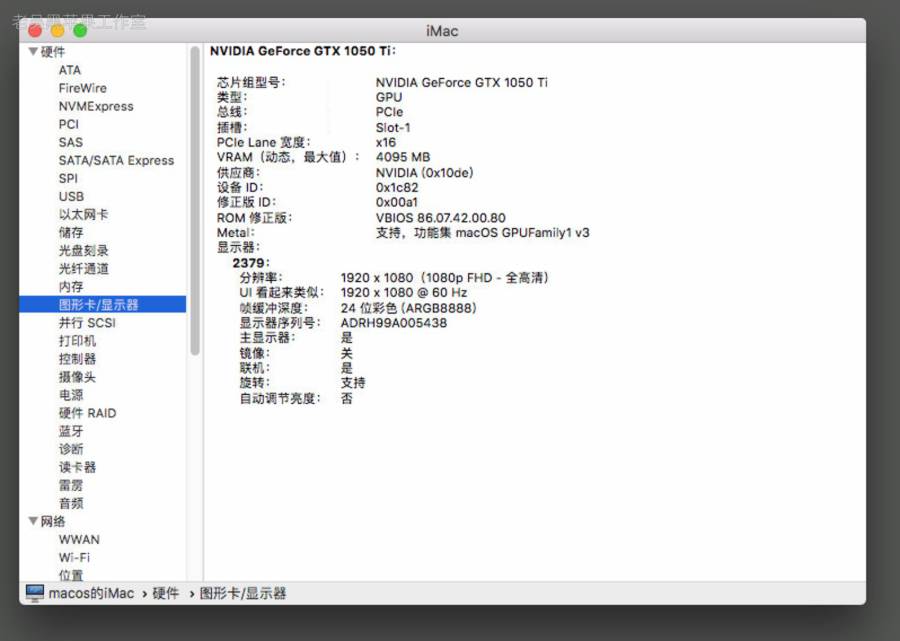 老吴黑苹果工作室
iMac
硬件
ATA
FireWire
NVMExpress
PCI
SAS
SATA/SATA Express
SPI
USB
以太网卡
储存
光盘刻录
光纤通道
内存
图形卡/显示器
并行 SCSI
打印机
控制器
摄像头
电源
硬件 RAID
蓝牙
诊断
读卡器
雷雳
音频
网络
WWAN
Wi-Fi
位置
NVIDIA GeForce GTX 1050 Ti:
芯片组型号: NVIDIA GeForce GTX 1050 Ti
类型: GPU
总线: PCIe
插槽: Slot-1
PCIe Lane 宽度: x16
VRAM（动态，最大值）: 4095 MB
供应商: NVIDIA (0x10de)
设备 ID: 0x1c82
修正版 ID: 0x00a1
ROM 修正版: VBIOS 86.07.42.00.80
Metal: 支持，功能集 macOS GPUFamily1 v3
显示器:
2379:
分辨率: 1920 x 1080（1080p FHD - 全高清）
UI 看起来类似: 1920 x 1080 @ 60 Hz
帧缓冲深度: 24 位彩色 (ARGB8888)
显示器序列号: ADRH99A005438
主显示器: 是
镜像: 关
联机: 是
旋转: 支持
自动调节亮度: 否
macos的iMac › 硬件 › 图形卡/显示器